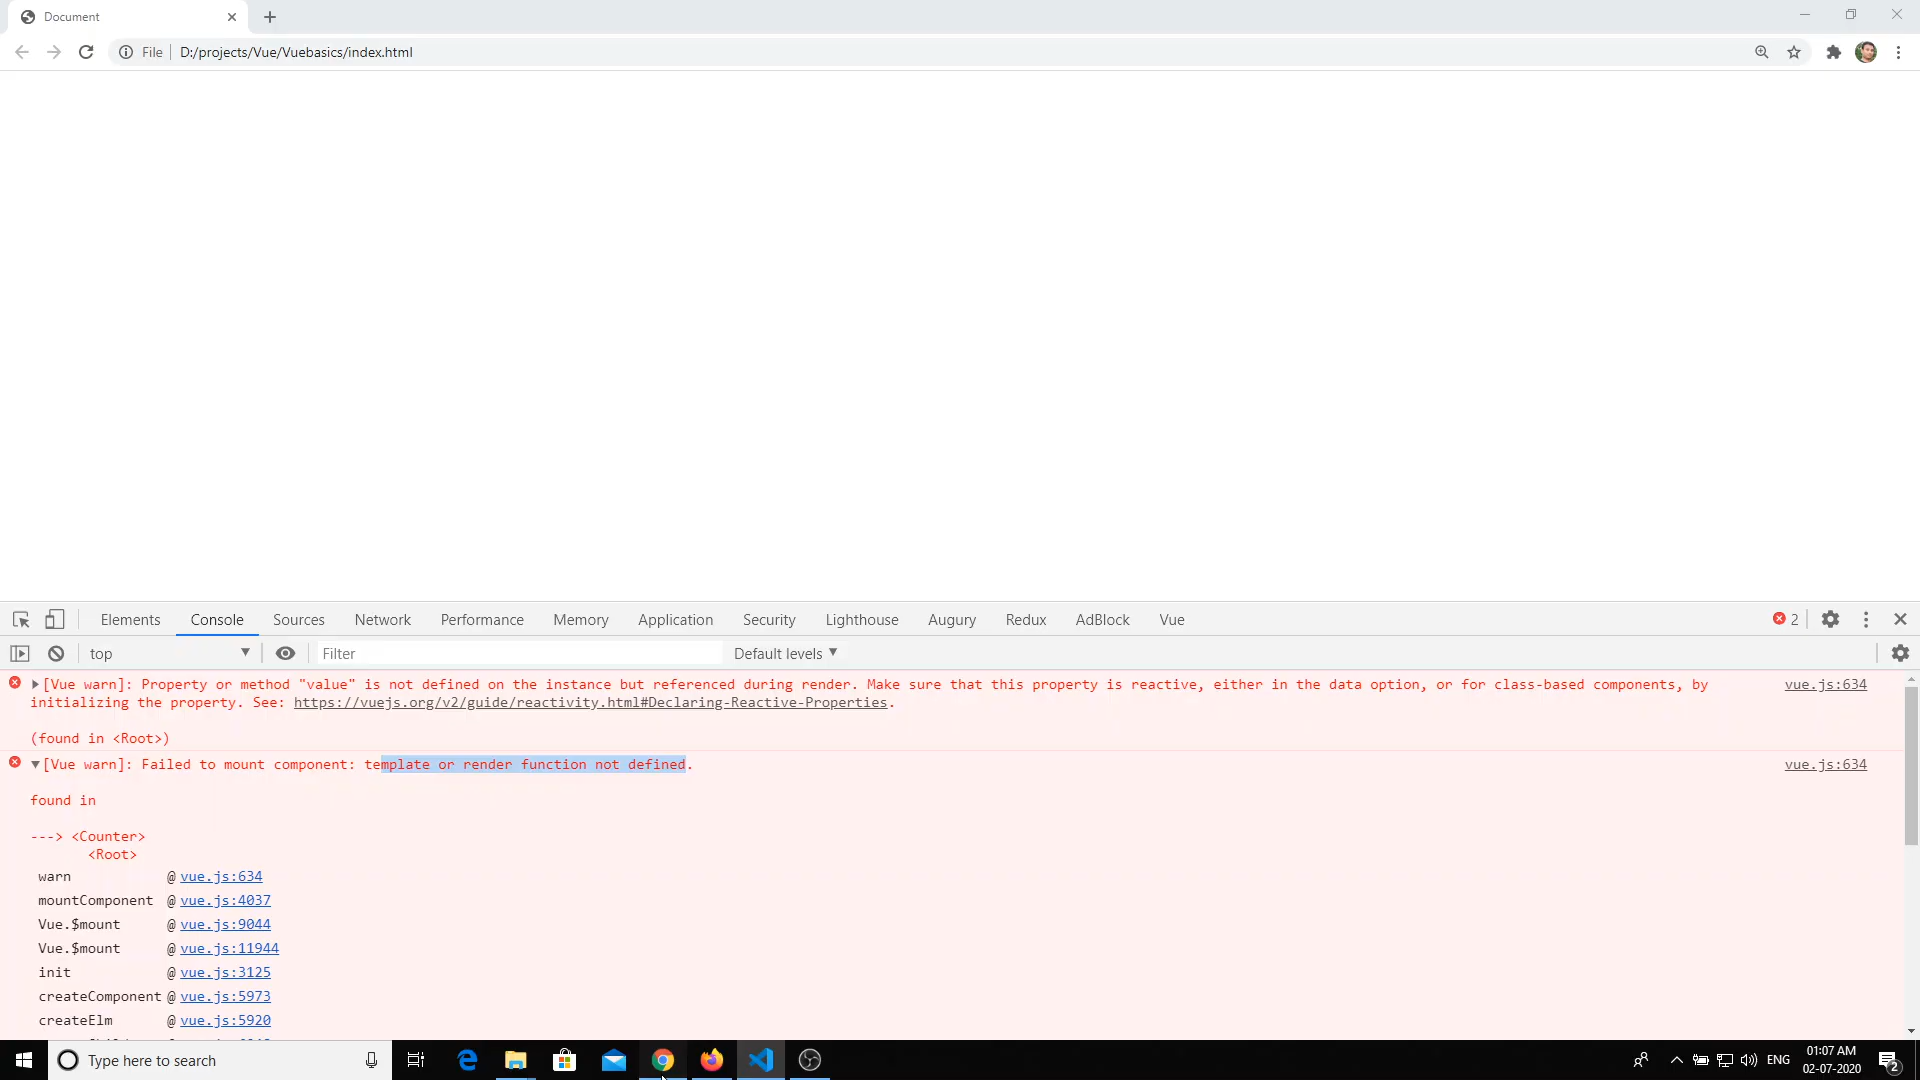 Document
File
D:/projects/Vue/Vuebasics/index.html
Elements Console Sources Network Performance Memory Application Security Lighthouse Augury Redux AdBlock Vue 2
top Filter Default levels
[Vue warn]: Property or method "value" is not defined on the instance but referenced during render. Make sure that this property is reactive, either in the data option, or for class-based components, by vue.js:634
initializing the property. See: https://vuejs.org/v2/guide/reactivity.html#Declaring-Reactive-Properties.
(found in <Root>)
[Vue warn]: Failed to mount component: template or render function not defined. vue.js:634
found in
---> <Counter>
<Root>
warn @ vue.js:634
mountComponent @ vue.js:4037
Vue.$mount @ vue.js:9044
Vue.$mount @ vue.js:11944
init @ vue.js:3125
createComponent @ vue.js:5973
createElm @ vue.js:5920
Type here to search
ENG
01:07 AM
02-07-2020
2